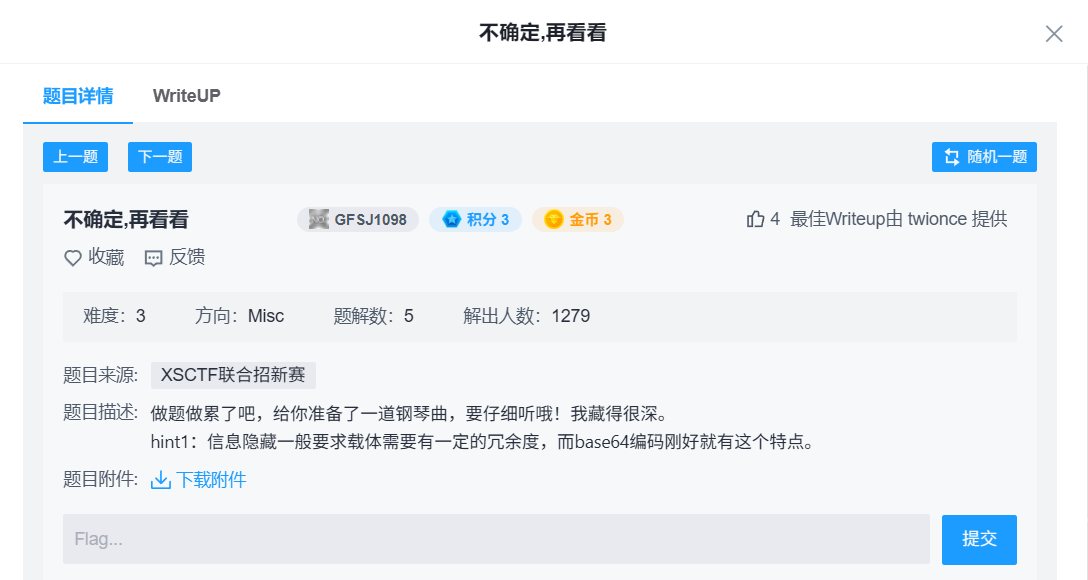 不确定,再看看
题目详情 WriteUP
上一题 下一题 随机一题
不确定,再看看 GFSJ1098 积分 3 金币 3 4 最佳Writeup由 twionce 提供
收藏 反馈
难度：3 方向：Misc 题解数：5 解出人数：1279
题目来源: XSCTF联合招新赛
题目描述: 做题做累了吧，给你准备了一道钢琴曲，要仔细听哦！我藏得很深。
hint1：信息隐藏一般要求载体需要有一定的冗余度，而base64编码刚好就有这个特点。
题目附件: 下载附件
Flag... 提交